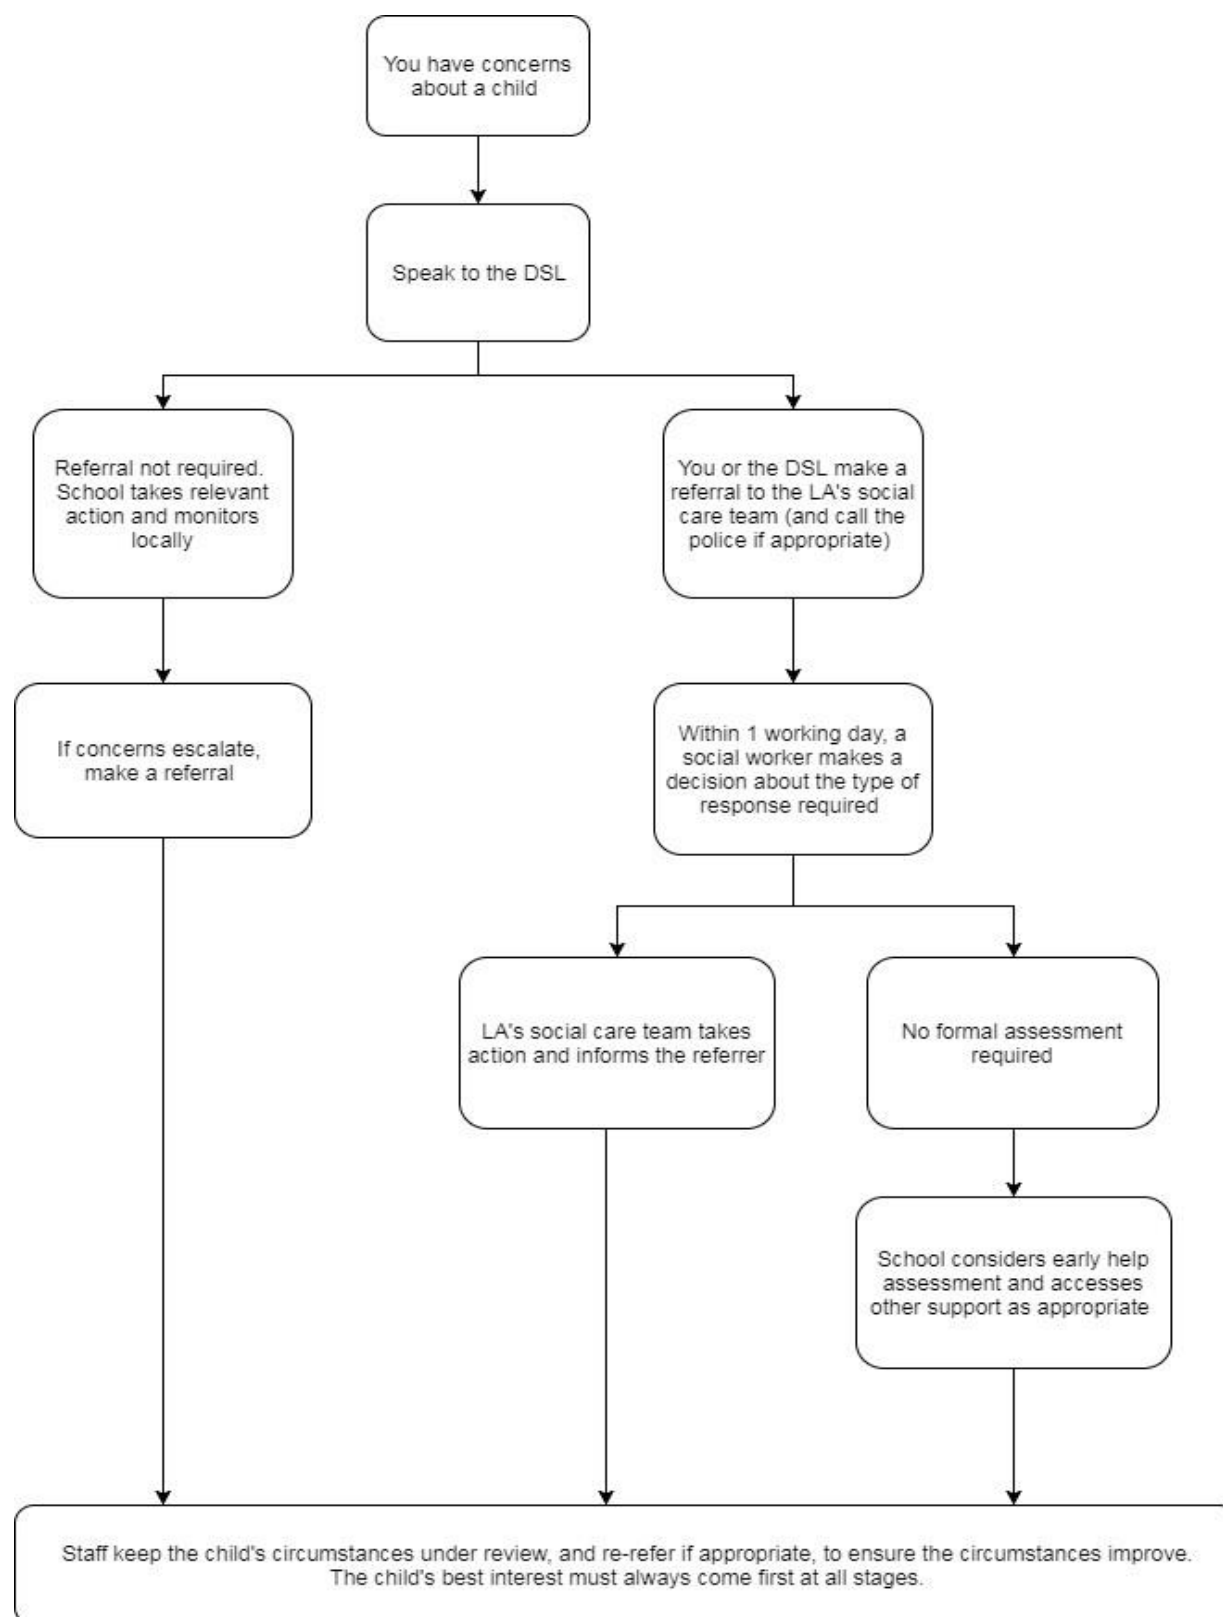 You have concerns
about a child
Speak to the DSL
Referral not required.
School takes relevant
action and monitors
locally
You or the DSL make a
referral to the LA's social
care team (and call the
police if appropriate)
If concerns escalate,
make a referral
Within 1 working day, a
social worker makes a
decision about the type of
response required
LA's social care team takes
action and informs the referrer
No formal assessment
required
School considers early help
assessment and accesses
other support as appropriate
Staff keep the child's circumstances under review, and re-refer if appropriate, to ensure the circumstances improve.
The child's best interest must always come first at all stages.